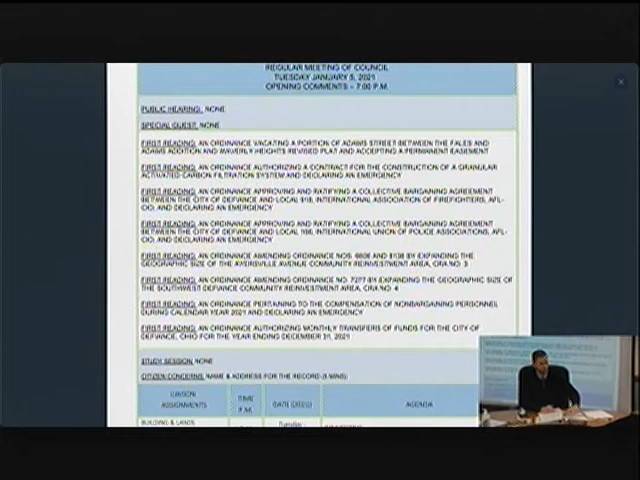 REGULAR MEETING OF COUNCIL
TUESDAY JANUARY 5, 2021
OPENING COMMENTS – 7:00 P.M.
PUBLIC HEARING: NONE
SPECIAL GUEST: NONE
FIRST READING: AN ORDINANCE VACATING A PORTION OF ADAMS STREET BETWEEN THE FALES AND
ADAMS ADDITION AND WAVERLY HEIGHTS REVISED PLAT AND ACCEPTING A PERMANENT EASEMENT
FIRST READING: AN ORDINANCE AUTHORIZING A CONTRACT FOR THE CONSTRUCTION OF A GRANULAR
ACTIVATED CARBON FILTRATION SYSTEM AND DECLARING AN EMERGENCY
FIRST READING: AN ORDINANCE APPROVING AND RATIFYING A COLLECTIVE BARGAINING AGREEMENT
BETWEEN THE CITY OF DEFIANCE AND LOCAL 918, INTERNATIONAL ASSOCIATION OF FIREFIGHTERS, AFL-
CIO, AND DECLARING AN EMERGENCY
FIRST READING: AN ORDINANCE APPROVING AND RATIFYING A COLLECTIVE BARGAINING AGREEMENT
BETWEEN THE CITY OF DEFIANCE AND LOCAL INTERNATIONAL UNION OF POLICE ASSOCIATIONS, AFL-
CIO, AND DECLARING AN EMERGENCY
FIRST READING: AN ORDINANCE AMENDING ORDINANCE NOS. AND BY EXPANDING THE
GEOGRAPHIC SIZE OF THE AYERSVILLE AVENUE COMMUNITY REINVESTMENT AREA, CRA NO. 3
FIRST READING: AN ORDINANCE AMENDING ORDINANCE NO. BY EXPANDING THE GEOGRAPHIC SIZE OF
THE SOUTHWEST DEFIANCE COMMUNITY REINVESTMENT AREA, CRA NO. 4
FIRST READING: AN ORDINANCE PERTAINING TO THE COMPENSATION OF NONBARGAINING PERSONNEL
DURING CALENDAR YEAR 2021 AND DECLARING AN EMERGENCY
FIRST READING: AN ORDINANCE AUTHORIZING MONTHLY TRANSFERS OF FUNDS FOR THE CITY OF
DEFIANCE, OHIO FOR THE YEAR ENDING DECEMBER 31, 2021
STUDY SESSION: NONE
CITIZEN CONCERNS: NAME & ADDRESS FOR THE RECORD (5 MINS)
LIAISON
ASSIGNMENTS
TIME
P.M.
DATE
AGENDA
BUILDING & LANDS
Tuesday